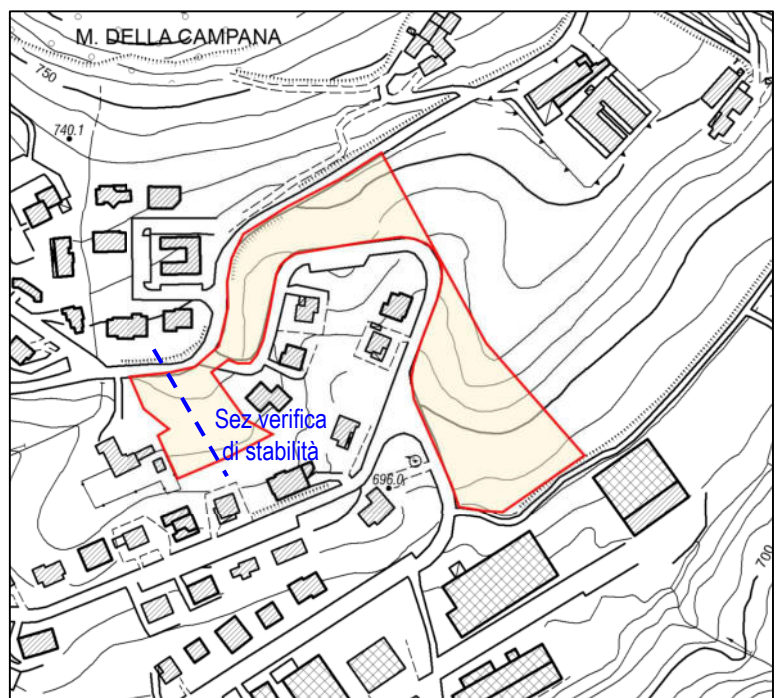 M. DELLA CAMPANA
750
740.1
Sez verifica
di stabilità
696.0
700